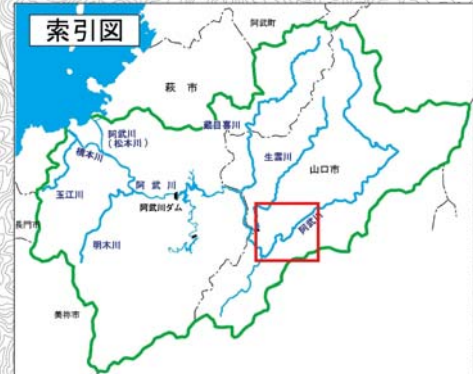 索引図
阿武町
萩市
蔵目喜川
阿武川
(松本川)
橋本川
生雲川
山口市
玉江川
阿武川
阿武川ダム
阿武川
長門市
明木川
美祢市